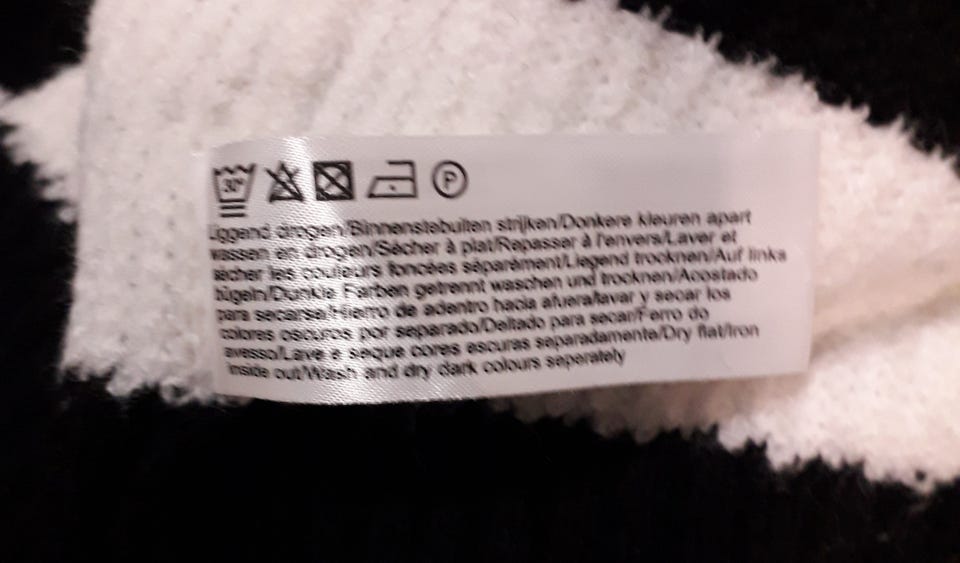 30°
P
Liggend drogen/Binnenstebuiten strijken/Donkere kleuren apart
wassen en drogen/Sécher à plat/Repasser à l'envers/Laver et
sécher les couleurs foncées séparément/Liegend trocknen/Auf links
bügeln/Dunkle Farben getrennt waschen und trocknen/Acostado
para secarse/Hierro de adentro hacia afuera/lavar y secar los
colores oscuros por separado/Deitado para secar/Ferro do
avesso/Lave e seque cores escuras separadamente/Dry flat/Iron
inside out/Wash and dry dark colours seperately